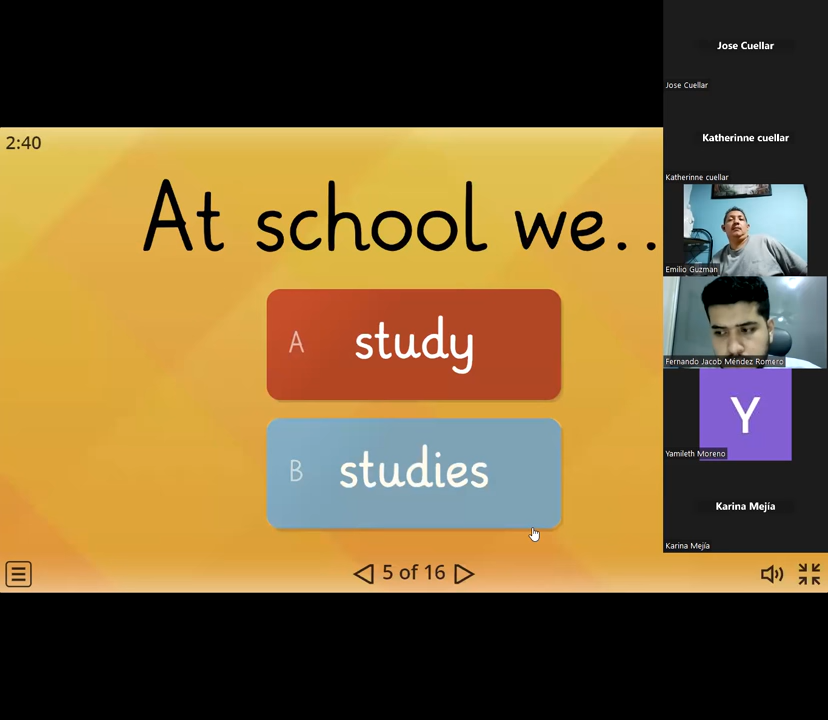 2:40
At school we..
A study
B studies
5 of 16
Jose Cuellar
Jose Cuellar
Katherinne cuellar
Katherinne cuellar
Emilio Guzman
Fernando Jacob Méndez Romero
Y
Yamileth Moreno
Karina Mejía
Karina Mejía